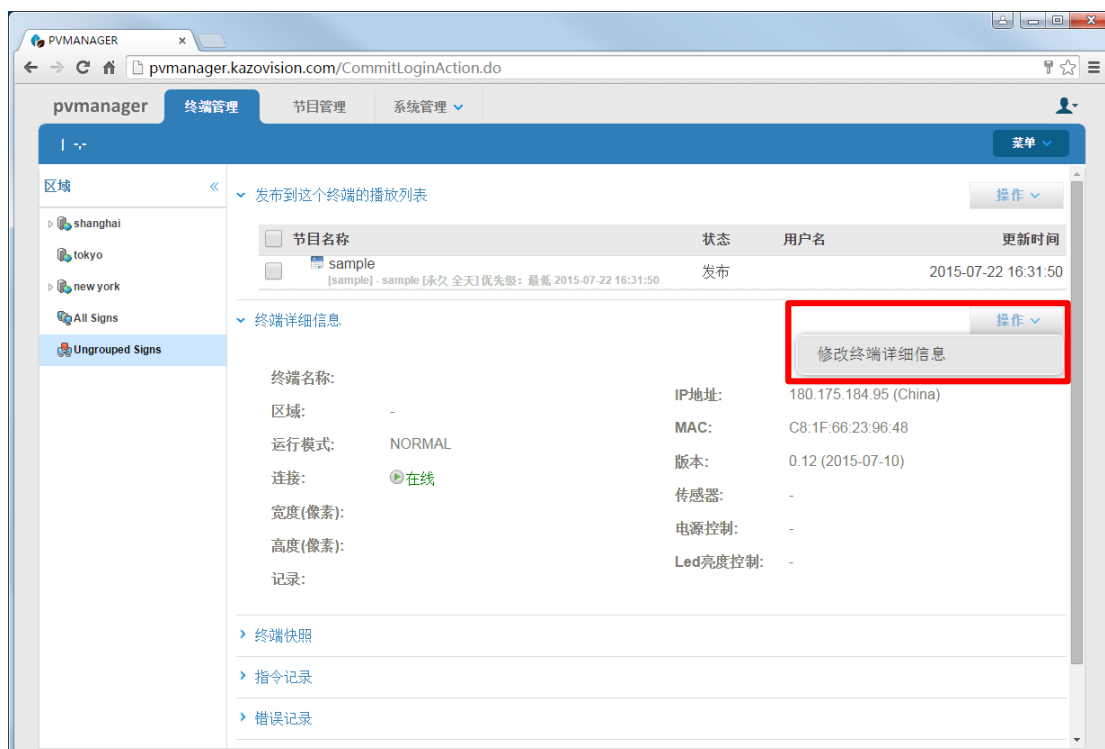 PVMANAGER
pvmanager.kazovision.com/CommitLoginAction.do
pvmanager 终端管理 节目管理 系统管理
| -,-
菜单
区域
shanghai
tokyo
new york
All Signs
Ungrouped Signs
发布到这个终端的播放列表 操作
节目名称 状态 用户名 更新时间
sample 发布 2015-07-22 16:31:50
[sample] - sample [永久 全天] 优先级：最低 2015-07-22 16:31:50
终端详细信息 操作
修改终端详细信息
终端名称:
区域: -
运行模式: NORMAL
连接: 在线
宽度(像素):
高度(像素):
记录:
IP地址: 180.175.184.95 (China)
MAC: C8:1F:66:23:96:48
版本: 0.12 (2015-07-10)
传感器: -
电源控制: -
Led亮度控制: -
终端快照
指令记录
错误记录